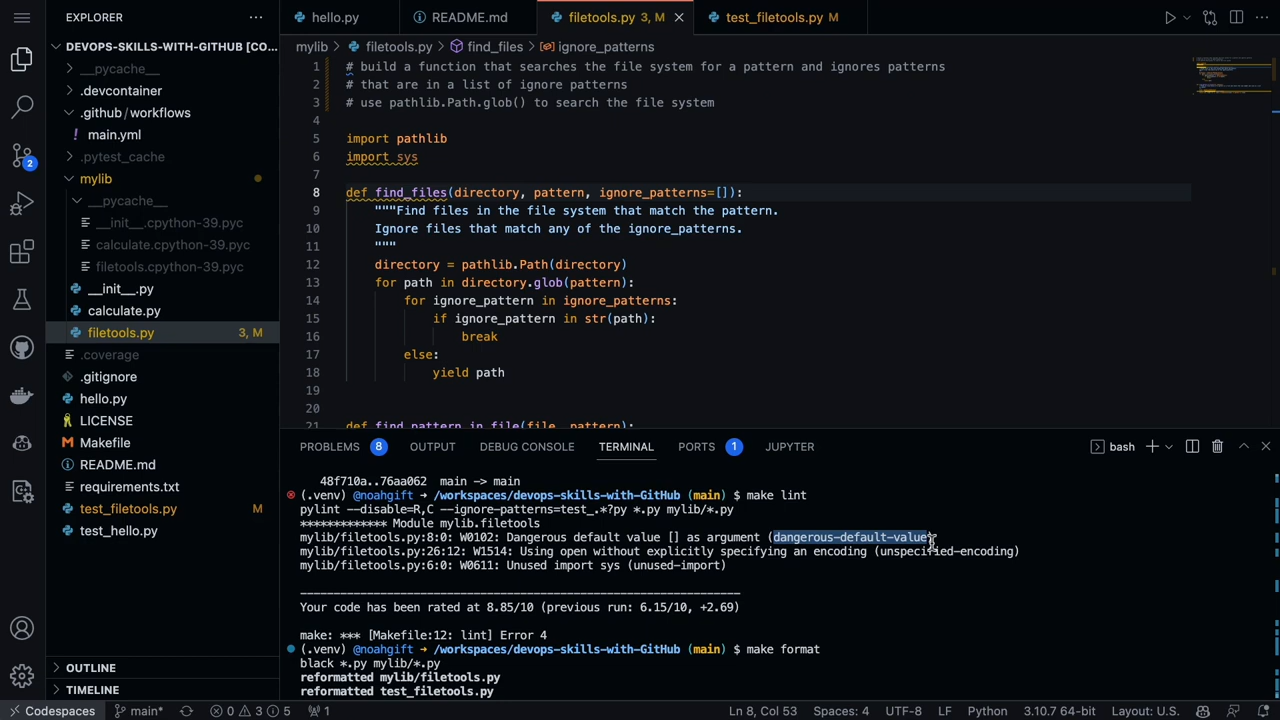 EXPLORER
hello.py
README.md
filetools.py 3, M
test_filetools.py M
DEVOPS-SKILLS-WITH-GITHUB [CO...
mylib > filetools.py > find_files > ignore_patterns
__pycache__
.devcontainer
.github/workflows
main.yml
.pytest_cache
mylib
__pycache__
__init__.cpython-39.pyc
calculate.cpython-39.pyc
filetools.cpython-39.pyc
__init__.py
calculate.py
filetools.py 3, M
.coverage
.gitignore
hello.py
LICENSE
Makefile
README.md
requirements.txt
test_filetools.py M
test_hello.py
OUTLINE
TIMELINE
2
1 # build a function that searches the file system for a pattern and ignores patterns
2 # that are in a list of ignore patterns
3 # use pathlib.Path.glob() to search the file system
4
5 import pathlib
6 import sys
7
8 def find_files(directory, pattern, ignore_patterns=[]):
9 """Find files in the file system that match the pattern.
10 Ignore files that match any of the ignore_patterns.
11 """
12 directory = pathlib.Path(directory)
13 for path in directory.glob(pattern):
14 for ignore_pattern in ignore_patterns:
15 if ignore_pattern in str(path):
16 break
17 else:
18 yield path
19
20
21 def find_pattern_in_file(file, pattern):
PROBLEMS 8 OUTPUT DEBUG CONSOLE TERMINAL PORTS 1 JUPYTER
bash
48f710a..76aa062 main -> main
(.venv) @noahgift → /workspaces/devops-skills-with-GitHub (main) $ make lint
pylint --disable=R,C --ignore-patterns=test_.*?py *.py mylib/*.py
************* Module mylib.filetools
mylib/filetools.py:8:0: W0102: Dangerous default value [] as argument (dangerous-default-value)
mylib/filetools.py:26:12: W1514: Using open without explicitly specifying an encoding (unspecified-encoding)
mylib/filetools.py:6:0: W0611: Unused import sys (unused-import)
-------------------------------------------------------------
Your code has been rated at 8.85/10 (previous run: 6.15/10, +2.69)
make: *** [Makefile:12: lint] Error 4
(.venv) @noahgift → /workspaces/devops-skills-with-GitHub (main) $ make format
black *.py mylib/*.py
reformatted mylib/filetools.py
reformatted test_filetools.py
Codespaces main* 0 3 5 1 Ln 8, Col 53 Spaces: 4 UTF-8 LF Python 3.10.7 64-bit Layout: U.S.